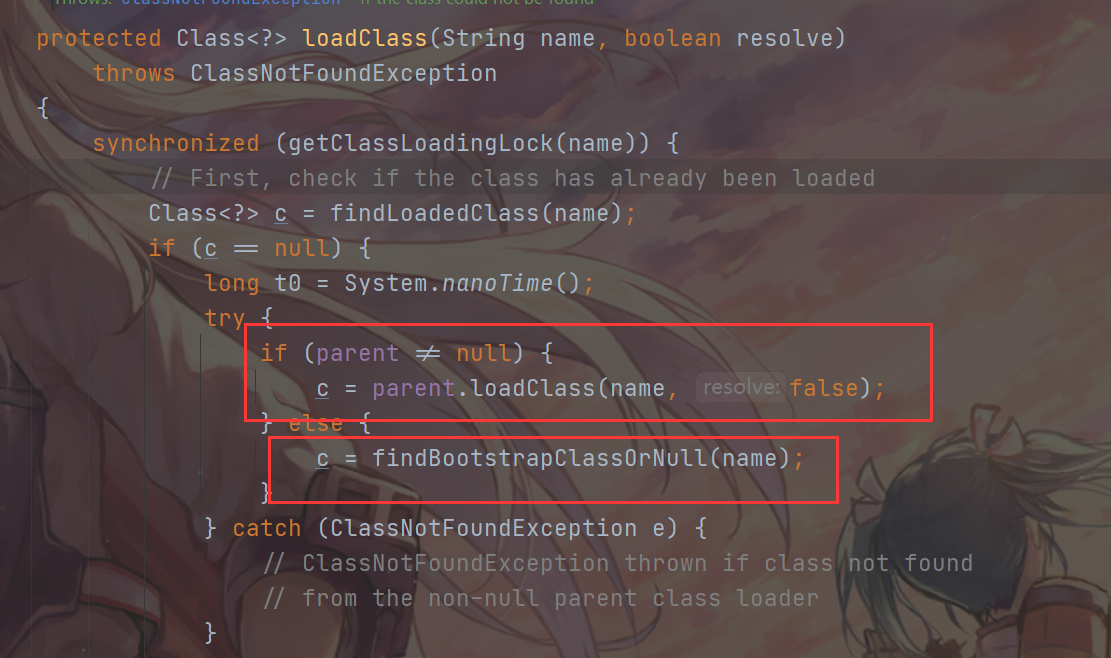 Throws: ClassNotFoundException – If the class could not be found
protected Class<?> loadClass(String name, boolean resolve)
throws ClassNotFoundException
{
synchronized (getClassLoadingLock(name)) {
// First, check if the class has already been loaded
Class<?> c = findLoadedClass(name);
if (c == null) {
long t0 = System.nanoTime();
try {
if (parent != null) {
c = parent.loadClass(name, resolve: false);
} else {
c = findBootstrapClassOrNull(name);
}
} catch (ClassNotFoundException e) {
// ClassNotFoundException thrown if class not found
// from the non-null parent class loader
}